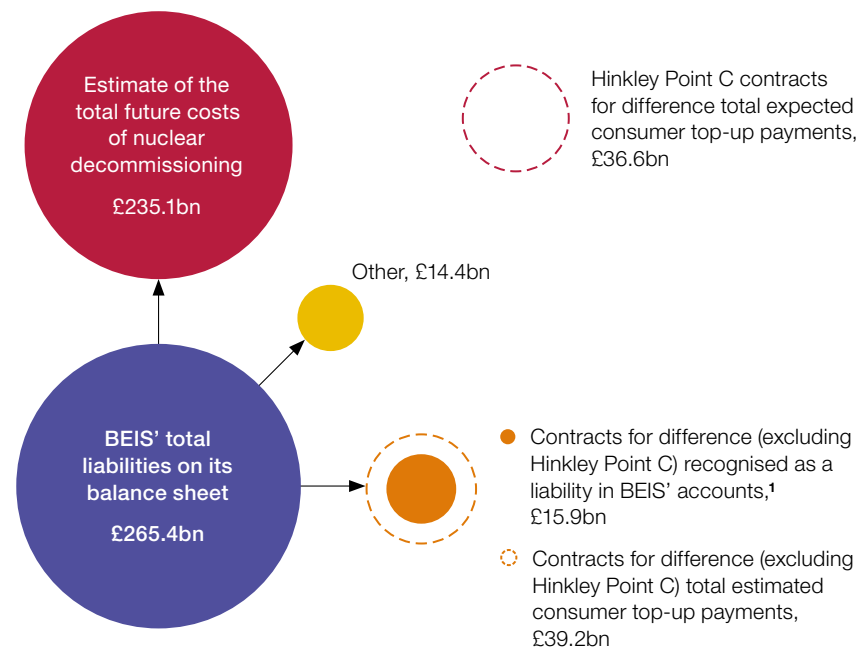 Estimate of the
total future costs
of nuclear
decommissioning
£235.1bn
Hinkley Point C contracts
for difference total expected
consumer top-up payments,
£36.6bn
Other, £14.4bn
BEIS’ total
liabilities on its
balance sheet
£265.4bn
Contracts for difference (excluding
Hinkley Point C) recognised as a
liability in BEIS’ accounts,¹
£15.9bn
Contracts for difference (excluding
Hinkley Point C) total estimated
consumer top-up payments,
£39.2bn